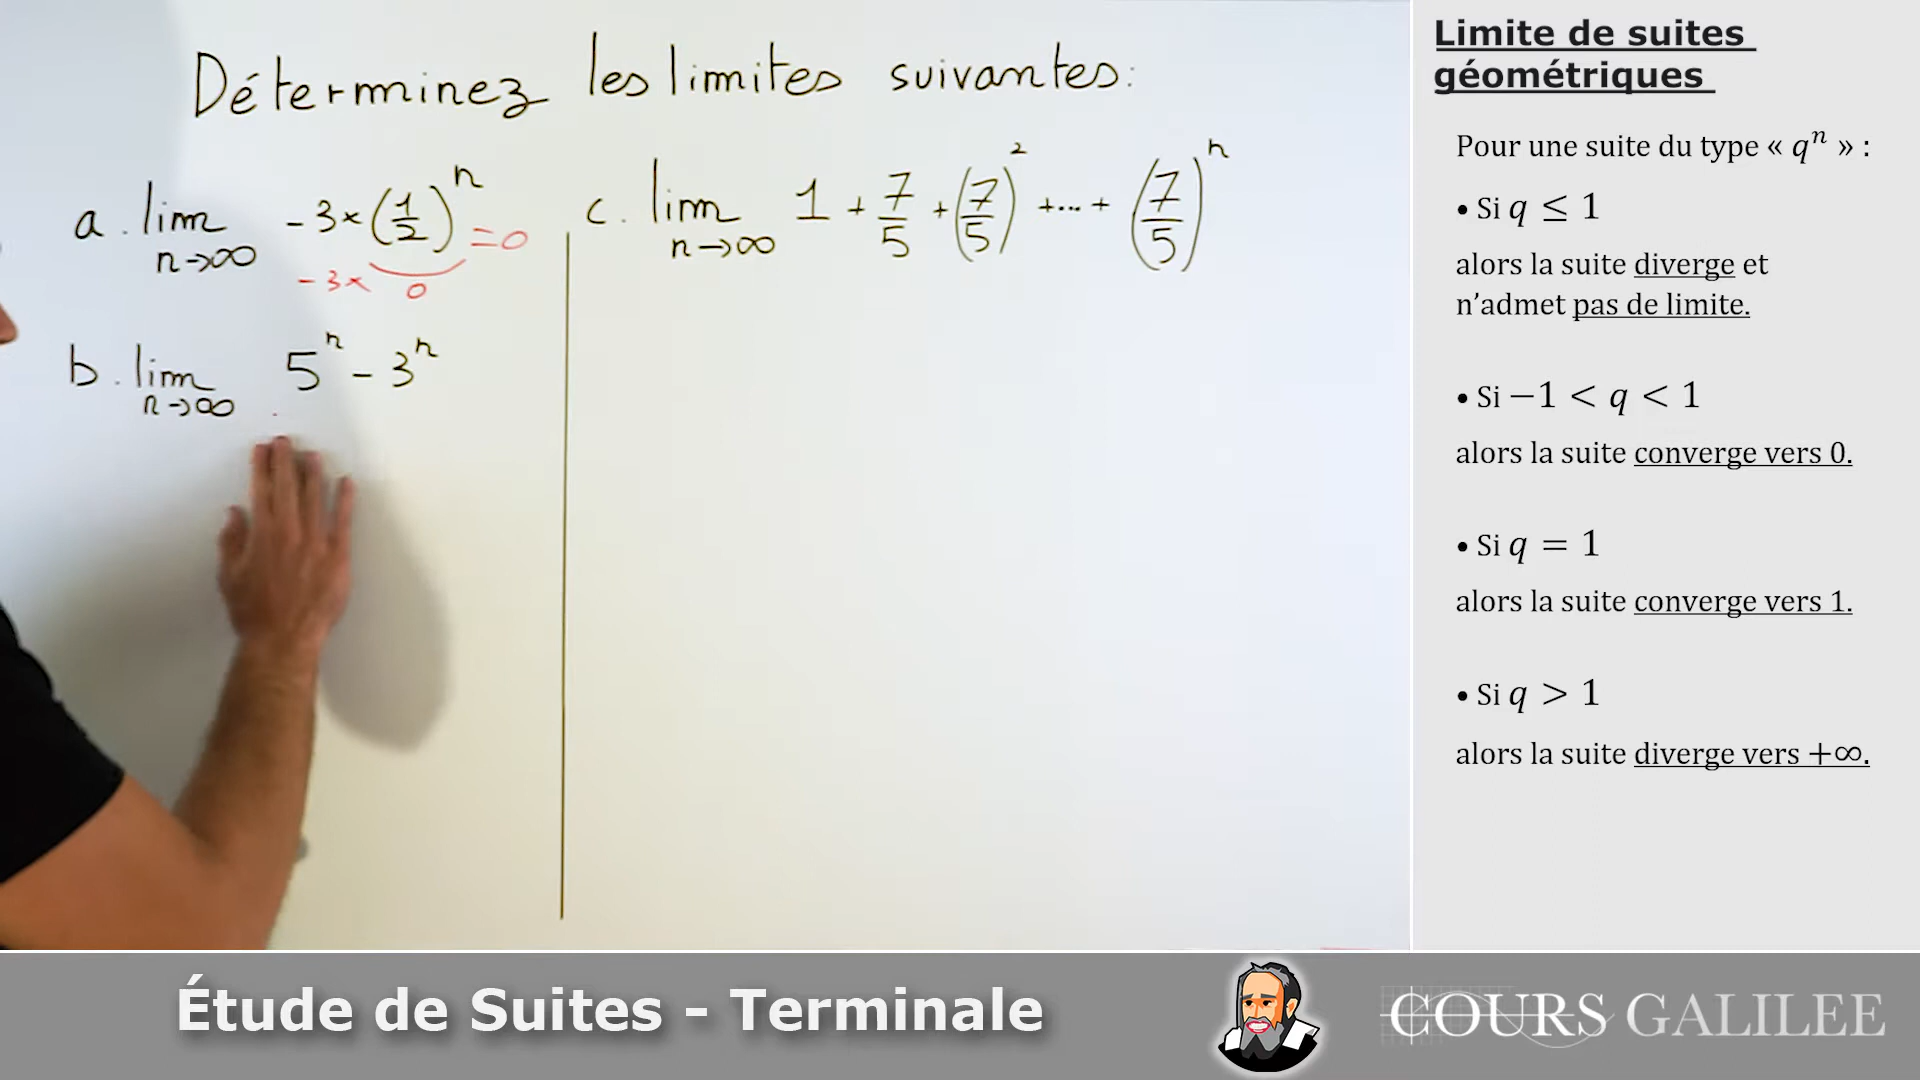 Déterminez les limites suivantes:
a. lim n→∞ -3×(1/2)^n =0
-3× 0
b. lim n→∞ 5^n - 3^n
c. lim n→∞ 1 + 7/5 + (7/5)^2 +...+ (7/5)^n
Limite de suites
géométriques
Pour une suite du type « q^n » :
• Si q ≤ 1
alors la suite diverge et
n’admet pas de limite.
• Si −1 < q < 1
alors la suite converge vers 0.
• Si q = 1
alors la suite converge vers 1.
• Si q > 1
alors la suite diverge vers +∞.
Étude de Suites - Terminale
COURS GALILEE